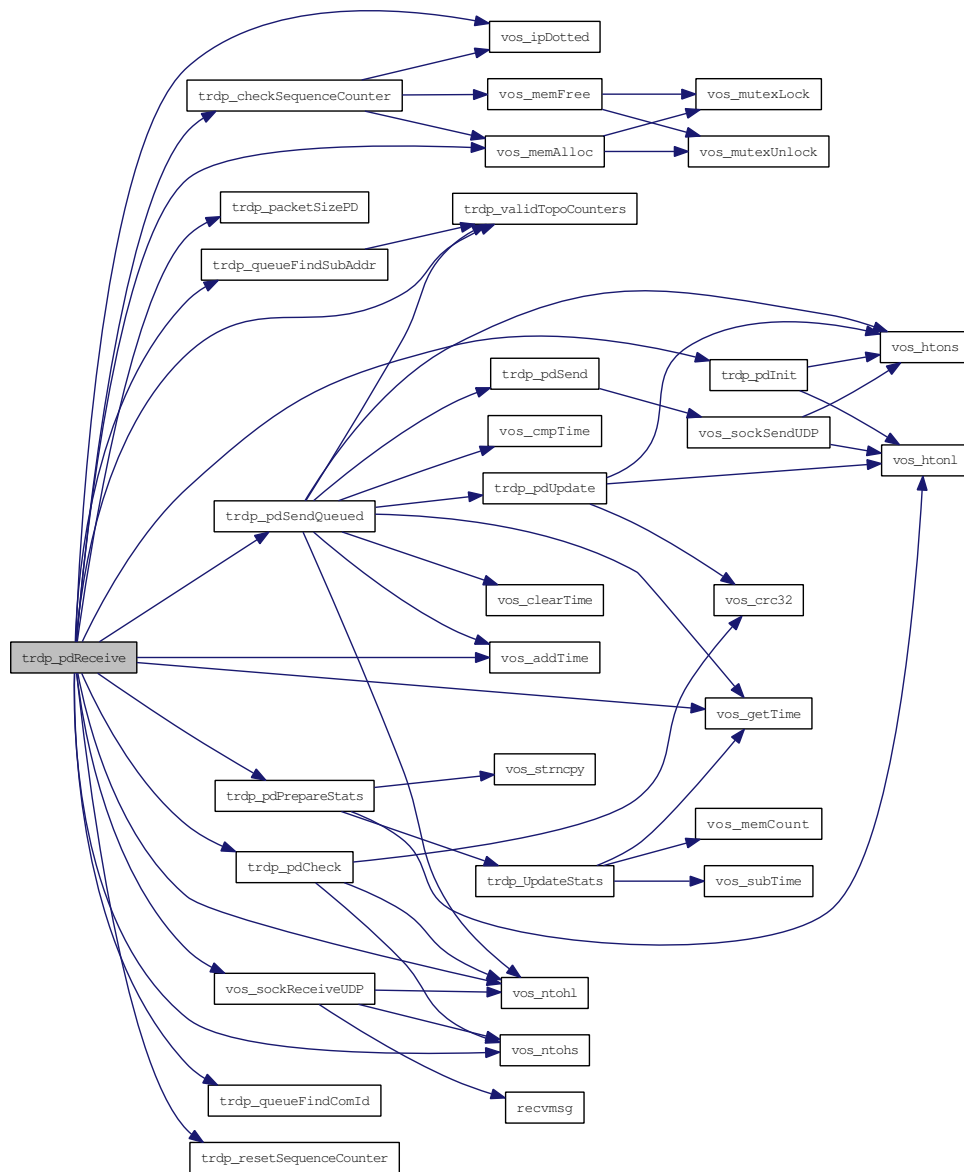 vos_ipDotted
trdp_checkSequenceCounter
vos_memFree
vos_mutexLock
vos_memAlloc
vos_mutexUnlock
trdp_packetSizePD
trdp_validTopoCounters
trdp_queueFindSubAddr
vos_htons
trdp_pdSend
trdp_pdInit
vos_cmpTime
vos_sockSendUDP
vos_htonl
trdp_pdUpdate
trdp_pdSendQueued
vos_clearTime
vos_crc32
trdp_pdReceive
vos_addTime
vos_getTime
vos_strncpy
trdp_pdPrepareStats
vos_memCount
trdp_pdCheck
trdp_UpdateStats
vos_subTime
vos_sockReceiveUDP
vos_ntohl
vos_ntohs
trdp_queueFindComId
recvmsg
trdp_resetSequenceCounter